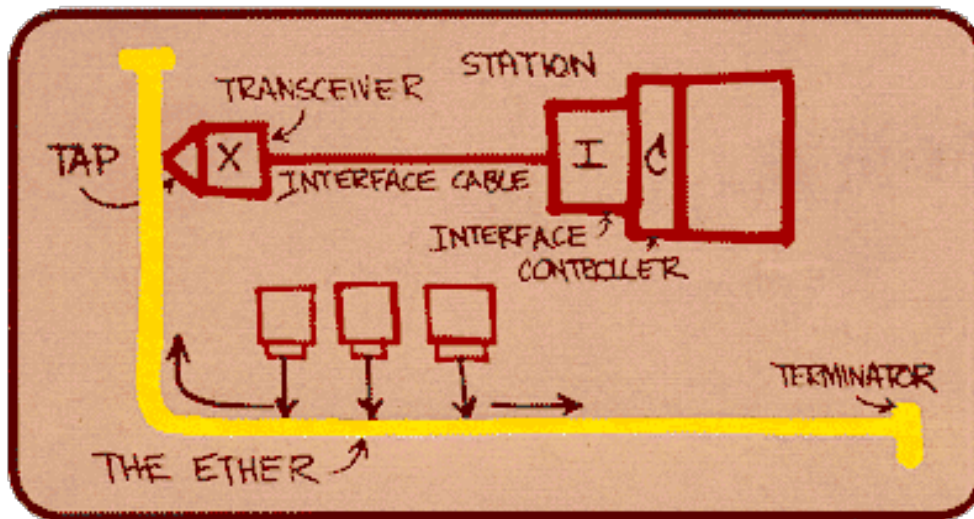 STATION
TRANSCEIVER
TAP
X
I
C
INTERFACE CABLE
INTERFACE
CONTROLLER
TERMINATOR
THE ETHER